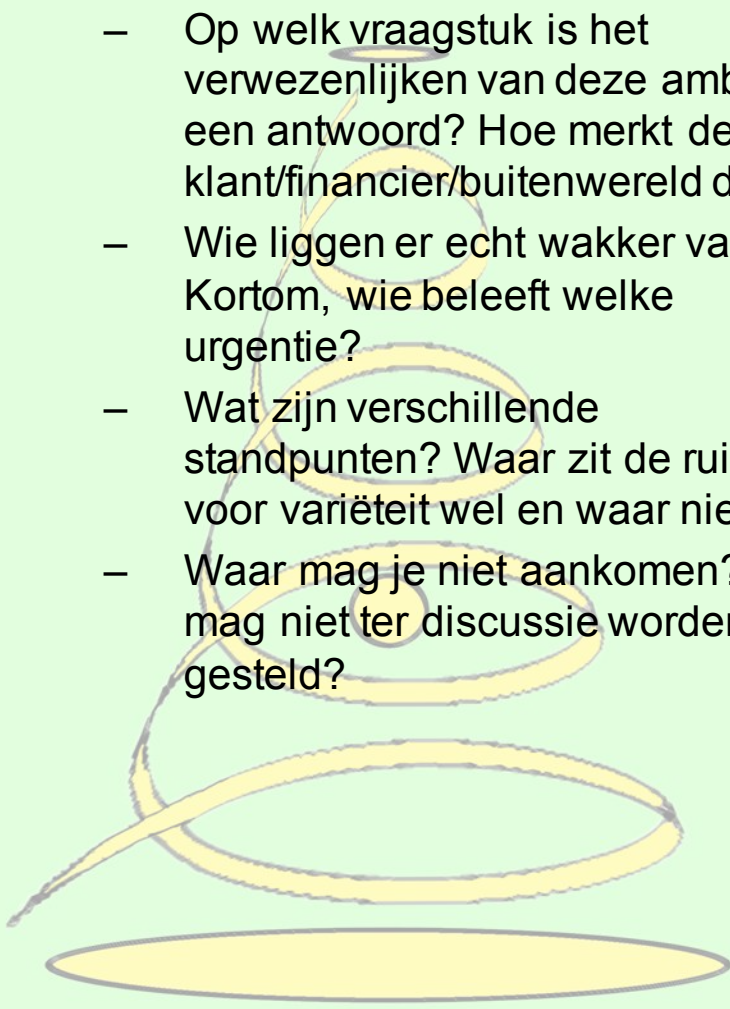 – Op welk vraagstuk is het
verwezenlijken van deze amb
een antwoord? Hoe merkt de
klant/financier/buitenwereld d
– Wie liggen er echt wakker va
Kortom, wie beleeft welke
urgentie?
– Wat zijn verschillende
standpunten? Waar zit de rui
voor variëteit wel en waar nie
– Waar mag je niet aankomen?
mag niet ter discussie worden
gesteld?